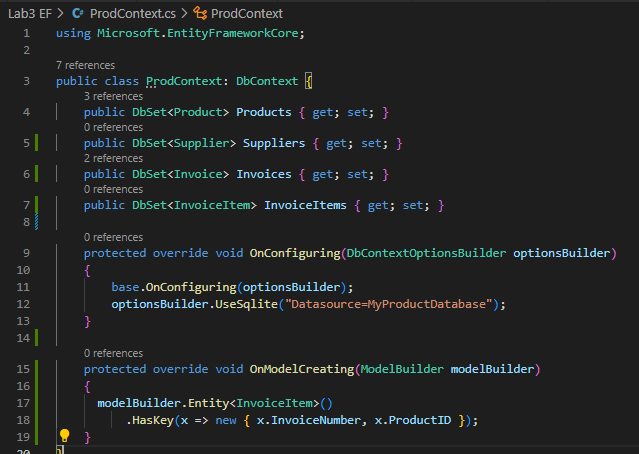 Lab3 EF > ProdContext.cs > ProdContext
1 using Microsoft.EntityFrameworkCore;
2
7 references
3 public class ProdContext: DbContext {
3 references
4 public DbSet<Product> Products { get; set; }
0 references
5 public DbSet<Supplier> Suppliers { get; set; }
2 references
6 public DbSet<Invoice> Invoices { get; set; }
0 references
7 public DbSet<InvoiceItem> InvoiceItems { get; set; }
8
0 references
9 protected override void OnConfiguring(DbContextOptionsBuilder optionsBuilder)
10 {
11 base.OnConfiguring(optionsBuilder);
12 optionsBuilder.UseSqlite("Datasource=MyProductDatabase");
13 }
14
0 references
15 protected override void OnModelCreating(ModelBuilder modelBuilder)
16 {
17 modelBuilder.Entity<InvoiceItem>()
18 .HasKey(x => new { x.InvoiceNumber, x.ProductID });
19 }
20 }